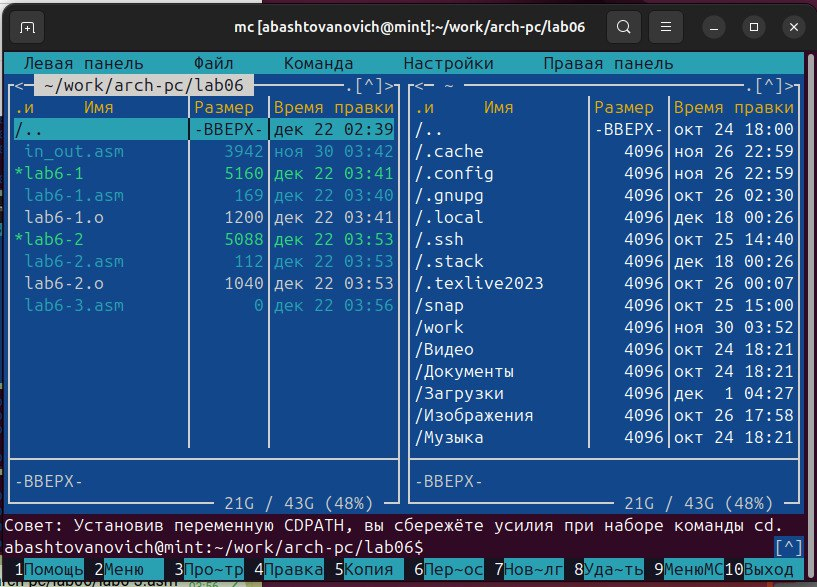 mc [abashtovanovich@mint]:~/work/arch-pc/lab06
Левая панель Файл Команда Настройки Правая панель
<— ~/work/arch-pc/lab06 .[^]> <— ~ .[^]>
.и Имя Размер Время правки .и Имя Размер Время правки
/.. -ВВЕРХ- дек 22 02:39 /.. -ВВЕРХ- окт 24 18:00
in_out.asm 3942 ноя 30 03:42 /.cache 4096 ноя 26 22:59
*lab6-1 5160 дек 22 03:41 /.config 4096 ноя 26 22:59
lab6-1.asm 169 дек 22 03:40 /.gnupg 4096 окт 26 02:30
lab6-1.o 1200 дек 22 03:41 /.local 4096 дек 18 00:26
*lab6-2 5088 дек 22 03:53 /.ssh 4096 окт 25 14:40
lab6-2.asm 112 дек 22 03:53 /.stack 4096 дек 18 00:26
lab6-2.o 1040 дек 22 03:53 /.texlive2023 4096 окт 26 00:07
lab6-3.asm 0 дек 22 03:56 /snap 4096 окт 25 15:00
/work 4096 ноя 30 03:52
/Видео 4096 окт 24 18:21
/Документы 4096 окт 24 18:21
/Загрузки 4096 дек 1 04:27
/Изображения 4096 окт 26 17:58
/Музыка 4096 окт 24 18:21
-ВВЕРХ- -ВВЕРХ-
21G / 43G (48%) 21G / 43G (48%)
Совет: Установив переменную CDPATH, вы сбережёте усилия при наборе команды cd.
abashtovanovich@mint:~/work/arch-pc/lab06$ [^]
1Помощь 2Меню 3Про~тр 4Правка 5Копия 6Пер~ос 7Нов~лг 8Уда~ть 9МенюMC 10Выход